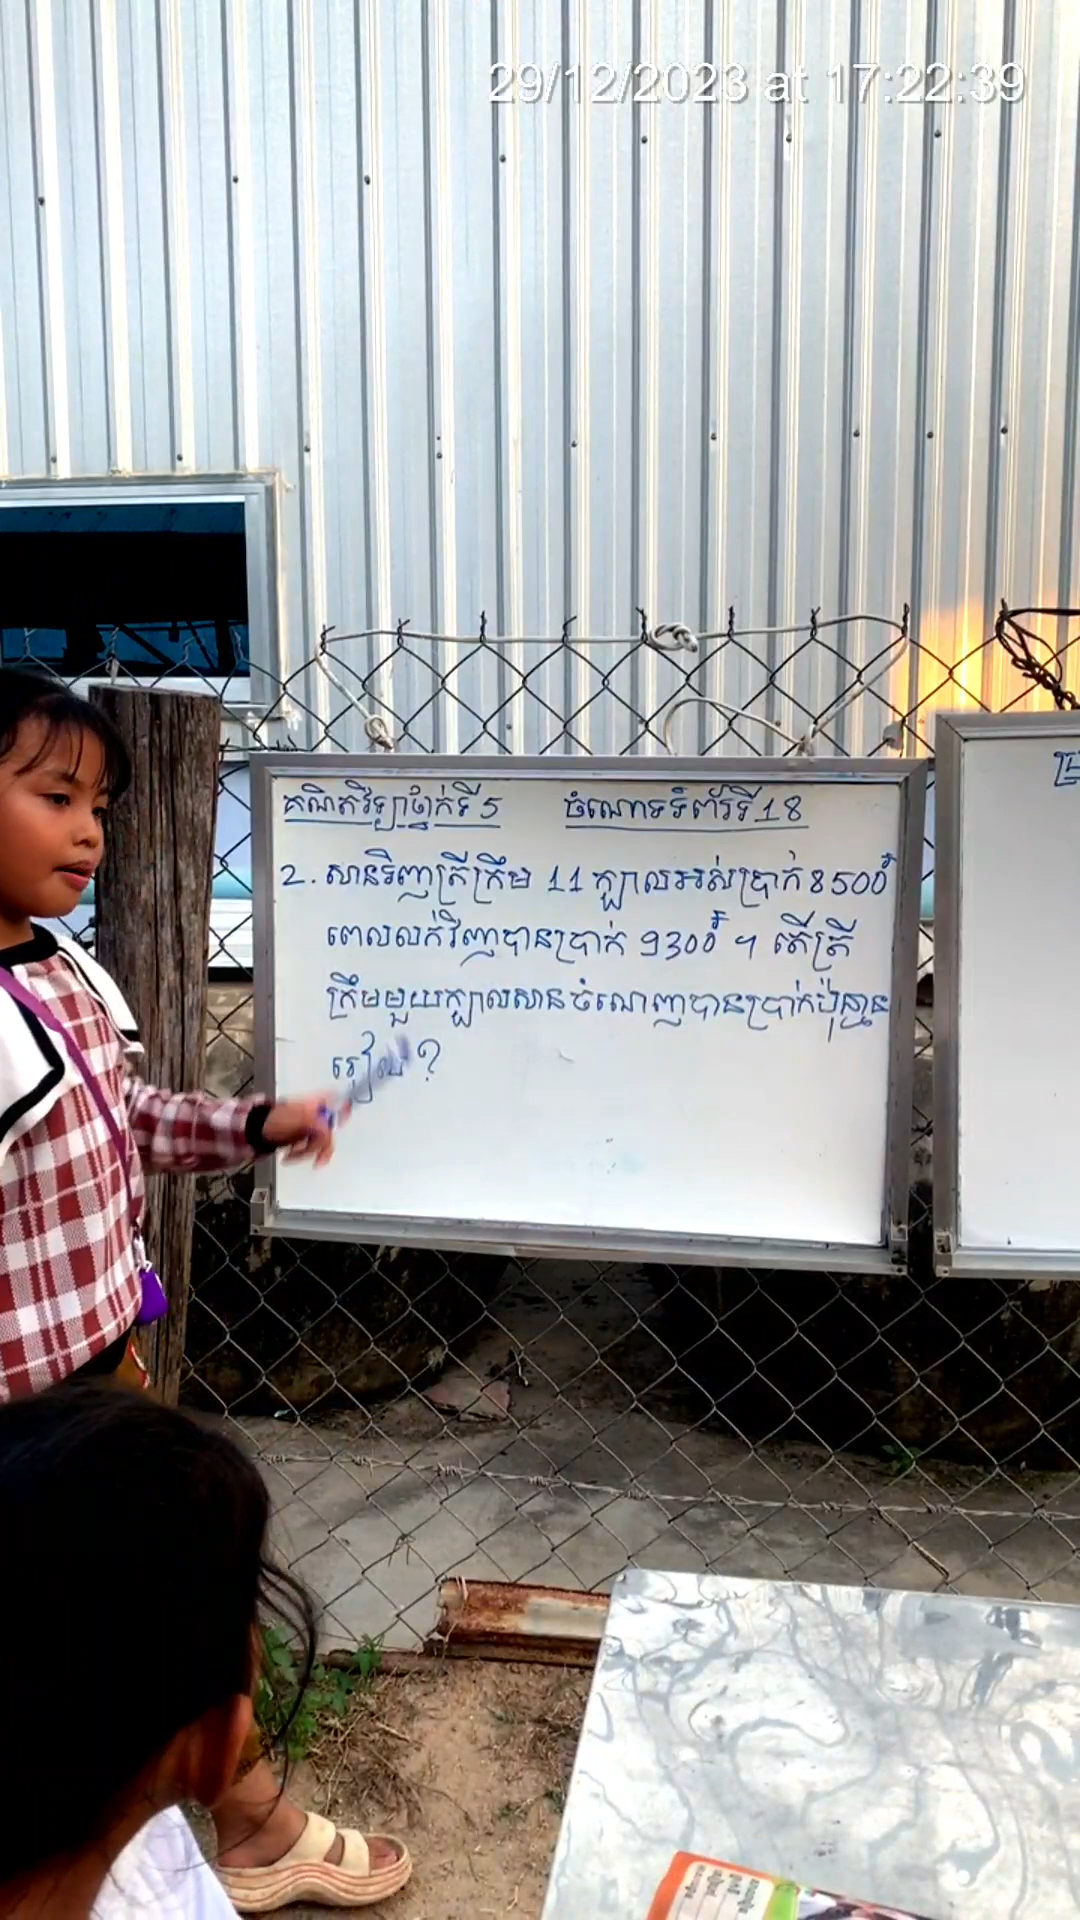 29/12/2023 at 17:22:39
គណិតវិទ្យាថ្នាក់ទី5 ចំណោទទំព័រទី18
2. សានទិញត្រីក្រឹម 11 ក្បាលអស់ប្រាក់ 8500៛
ពេលលក់វិញបានប្រាក់ 9300៛ ។ តើត្រី
ក្រឹមមួយក្បាលសានចំណេញបានប្រាក់ប៉ុន្មាន
រៀល?